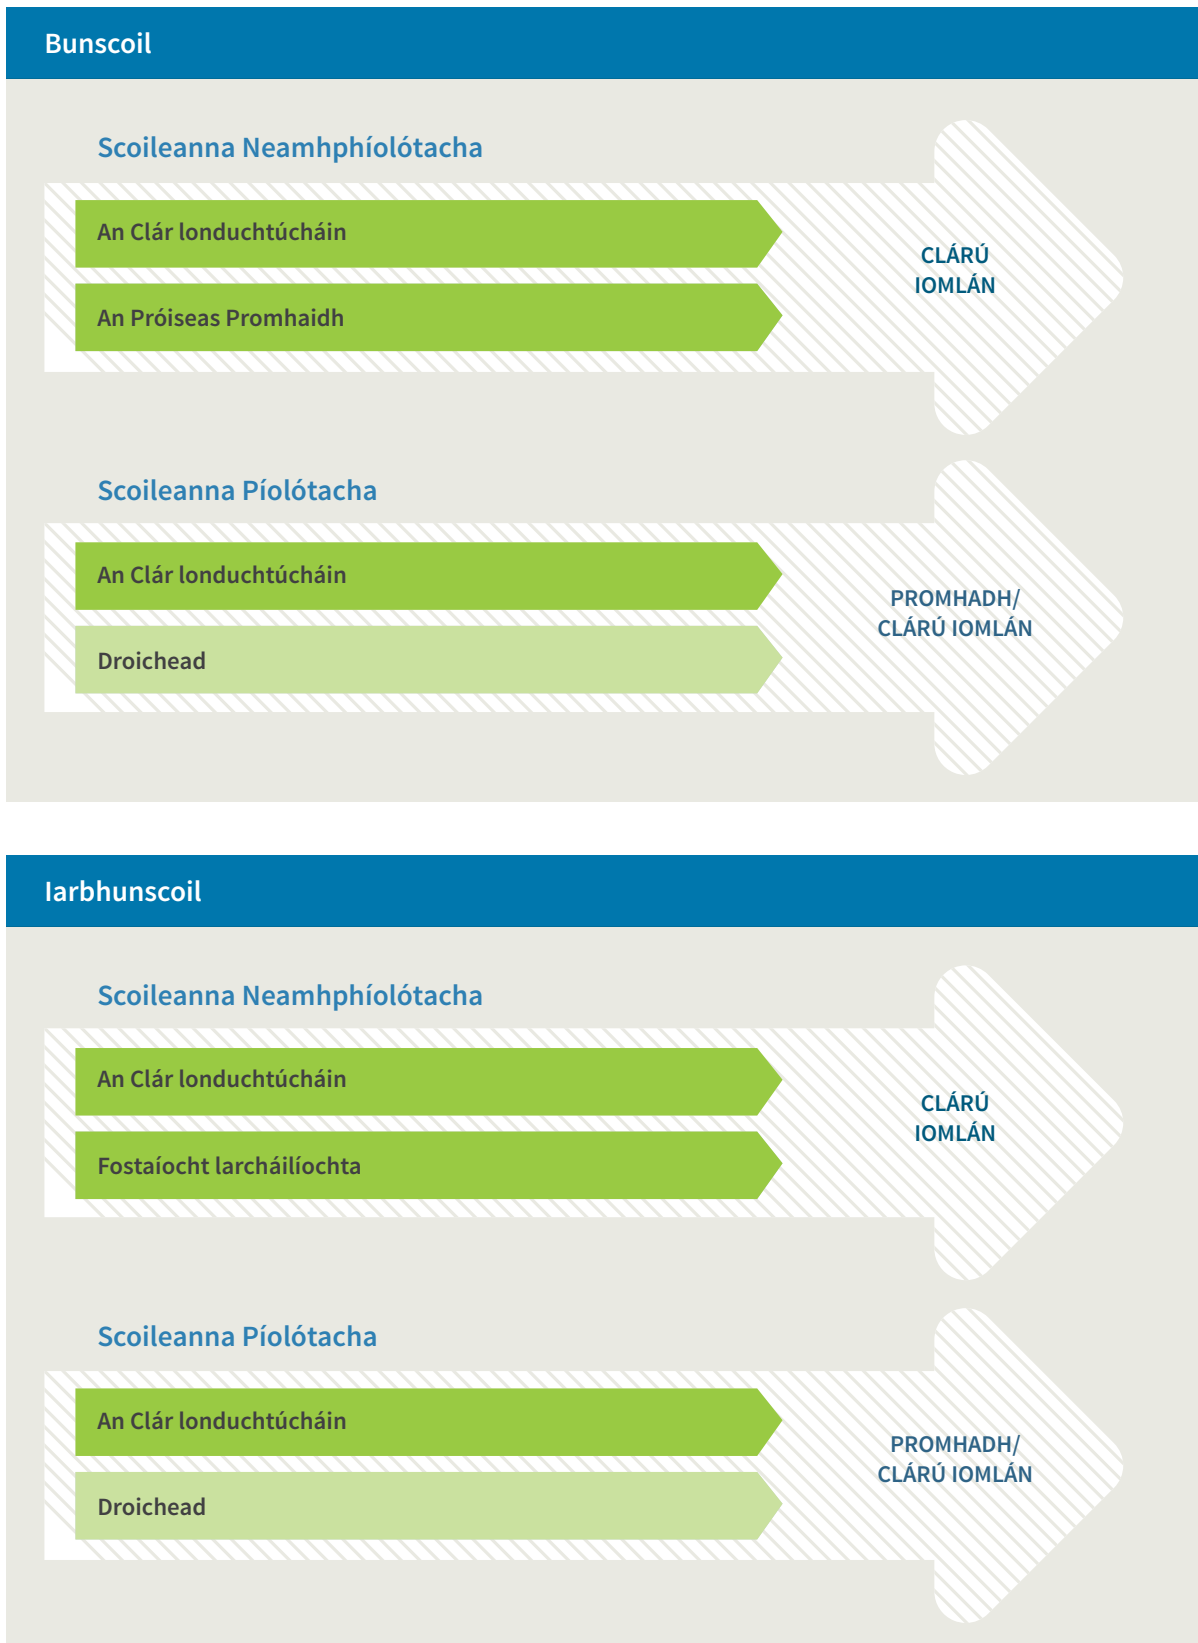 Bunscoil
Scoileanna Neamhphíolótacha
An Clár Ionduchtúcháin
An Próiseas Promhaidh
CLÁRÚ
IOMLÁN
Scoileanna Píolótacha
An Clár Ionduchtúcháin
Droichead
PROMHADH/
CLÁRÚ IOMLÁN
Iarbhunscoil
Scoileanna Neamhphíolótacha
An Clár Ionduchtúcháin
Fostaíocht Iarcháilíochta
CLÁRÚ
IOMLÁN
Scoileanna Píolótacha
An Clár Ionduchtúcháin
Droichead
PROMHADH/
CLÁRÚ IOMLÁN